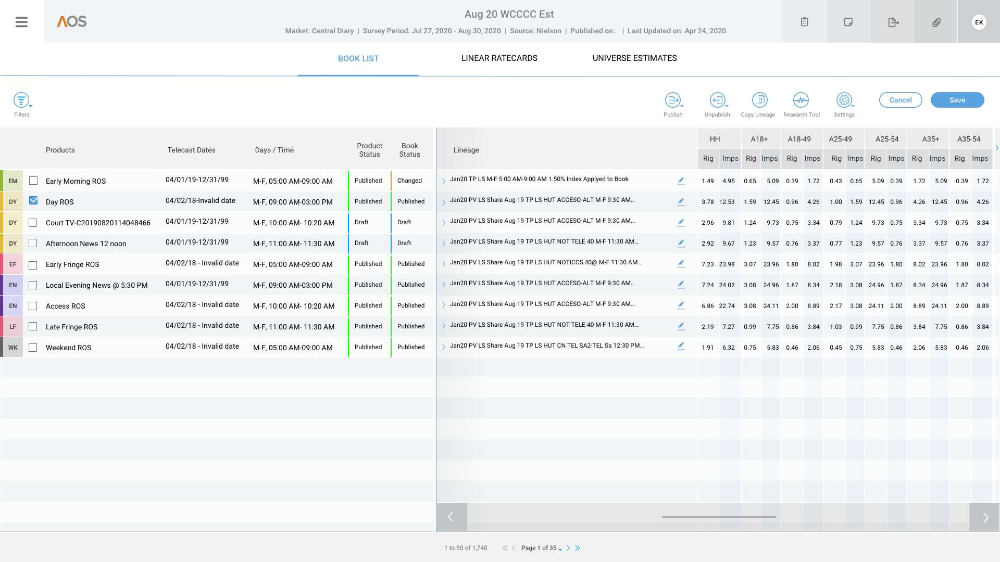 AOS
Aug 20 WCCCC Est
Market: Central Diary | Survey Period: Jul 27, 2020 - Aug 30, 2020 | Source: Nielson | Published on: | Last Updated on: Apr 24, 2020
EK
BOOK LIST LINEAR RATECARDS UNIVERSE ESTIMATES
Filters Publish Unpublish Copy Lineage Research Tool Settings Cancel Save
Products Telecast Dates Days / Time Product Status Book Status Lineage HH A18+ A18-49 A25-49 A25-54 A35+ A35-54
Rig Imps Rig Imps Rig Imps Rig Imps Rig Imps Rig Imps Rig Imps
EM Early Morning ROS 04/01/19-12/31/99 M-F, 05:00 AM-09:00 AM Published Changed Jan20 TP LS M-F 5:00 AM-9:00 AM 1.50% Index Applyed to Book 1.49 4.95 0.65 5.09 0.39 1.72 0.43 0.65 5.09 0.39 1.72 5.09 0.39 1.72
DY Day ROS 04/02/18-Invalid date M-F, 09:00 AM-03:00 PM Published Published Jan20 PV LS Share Aug 19 TP LS HUT ACCESO-ALT M-F 9:30 AM... 3.78 12.53 1.59 12.45 0.96 4.26 1.00 1.59 12.45 0.96 4.26 12.45 0.96 4.26
DY Court TV-C20190820114048466 04/01/19-12/31/99 M-F, 10:00 AM- 10:20 AM Draft Draft Jan20 PV LS Share Aug 19 TP LS HUT ACCESO-ALT M-F 9:30 AM... 2.96 9.81 1.24 9.73 0.75 3.34 0.79 1.24 9.73 0.75 3.34 9.73 0.75 3.34
DY Afternoon News 12 noon 04/01/19-12/31/99 M-F, 11:00 AM- 11:30 AM Draft Draft Jan20 PV LS Share Aug 19 TP LS HUT NOT TELE 40 M-F 11:30 AM... 2.92 9.67 1.23 9.57 0.76 3.37 0.77 1.23 9.57 0.76 3.37 9.57 0.76 3.37
EF Early Fringe ROS 04/02/18 - Invalid date M-F, 05:00 AM-09:00 AM Published Published Jan20 PV LS Share Aug 19 TP LS HUT NOTICCS 40@ M-F 11:30 AM... 7.23 23.98 3.07 23.96 1.80 8.02 1.98 3.07 23.96 1.80 8.02 23.96 1.80 8.02
EN Local Evening News @ 5:30 PM 04/01/19-12/31/99 M-F, 09:00 AM-03:00 PM Published Published Jan20 PV LS Share Aug 19 TP LS HUT ACCESO-ALT M-F 9:30 AM... 7.24 24.02 3.08 24.96 1.87 8.34 2.18 3.08 24.96 1.87 8.34 24.96 1.87 8.34
EN Access ROS 04/02/18 - Invalid date M-F, 10:00 AM- 10:20 AM Published Published Jan20 PV LS Share Aug 19 TP LS HUT ACCESO-ALT M-F 9:30 AM... 6.86 22.74 3.08 24.11 2.00 8.89 2.17 3.08 24.11 2.00 8.89 24.11 2.00 8.89
LF Late Fringe ROS 04/02/18 - Invalid date M-F, 11:00 AM- 11:30 AM Published Published Jan20 PV LS Share Aug 19 TP LS HUT NOT TELE 40 M-F 11:30 AM... 2.19 7.27 0.99 7.75 0.86 3.84 1.03 0.99 7.75 0.86 3.84 7.75 0.86 3.84
WK Weekend ROS 04/02/18 - Invalid date M-F, 05:00 AM-09:00 AM Published Published Jan20 PV LS Share Aug 19 TP LS HUT CN TEL SA2-TEL Sa 12:30 PM... 1.91 6.32 0.75 5.83 0.46 2.06 0.45 0.75 5.83 0.46 2.06 5.83 0.46 2.06
1 to 50 of 1,740 Page 1 of 35